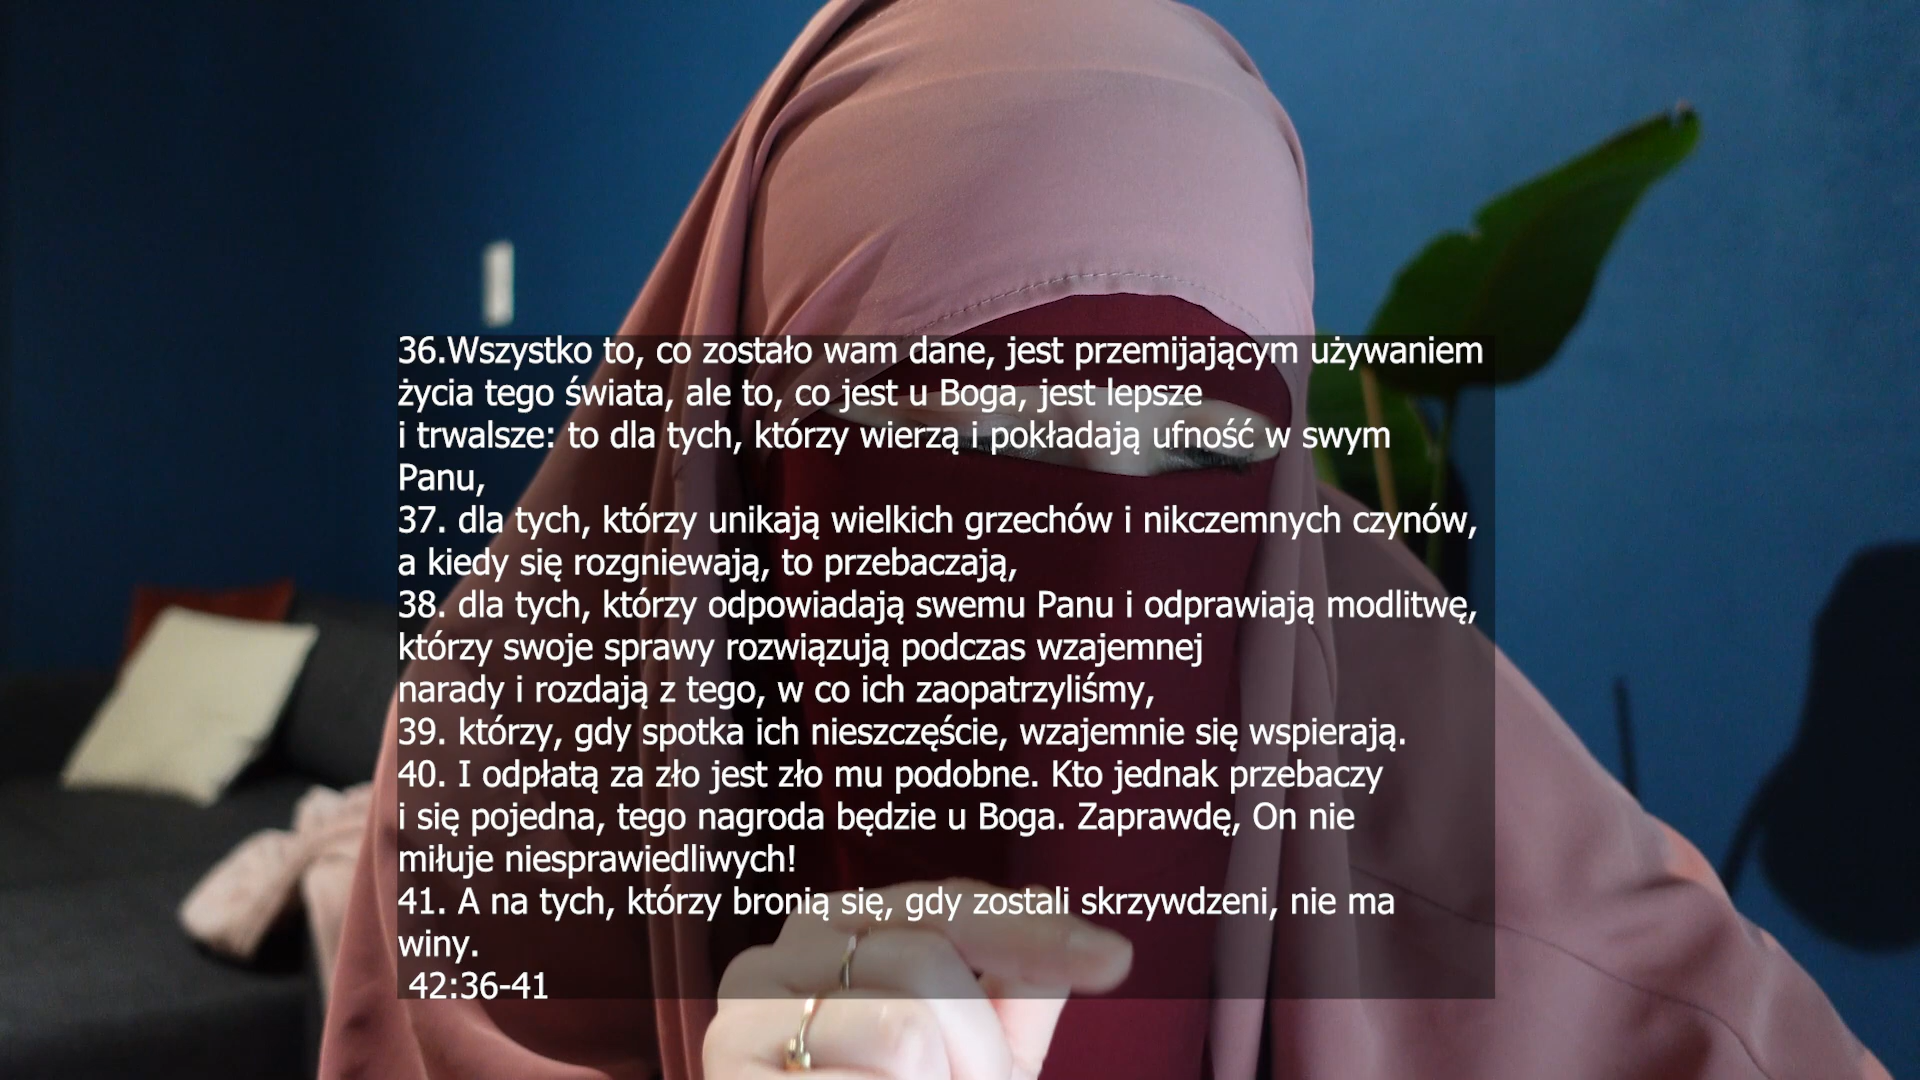 36.Wszystko to, co zostało wam dane, jest przemijającym używaniem
życia tego świata, ale to, co jest u Boga, jest lepsze
i trwalsze: to dla tych, którzy wierzą i pokładają ufność w swym
Panu,
37. dla tych, którzy unikają wielkich grzechów i nikczemnych czynów,
a kiedy się rozgniewają, to przebaczają,
38. dla tych, którzy odpowiadają swemu Panu i odprawiają modlitwę,
którzy swoje sprawy rozwiązują podczas wzajemnej
narady i rozdają z tego, w co ich zaopatrzyliśmy,
39. którzy, gdy spotka ich nieszczęście, wzajemnie się wspierają.
40. I odpłatą za zło jest zło mu podobne. Kto jednak przebaczy
i się pojedna, tego nagroda będzie u Boga. Zaprawdę, On nie
miłuje niesprawiedliwych!
41. A na tych, którzy bronią się, gdy zostali skrzywdzeni, nie ma
winy.
42:36-41